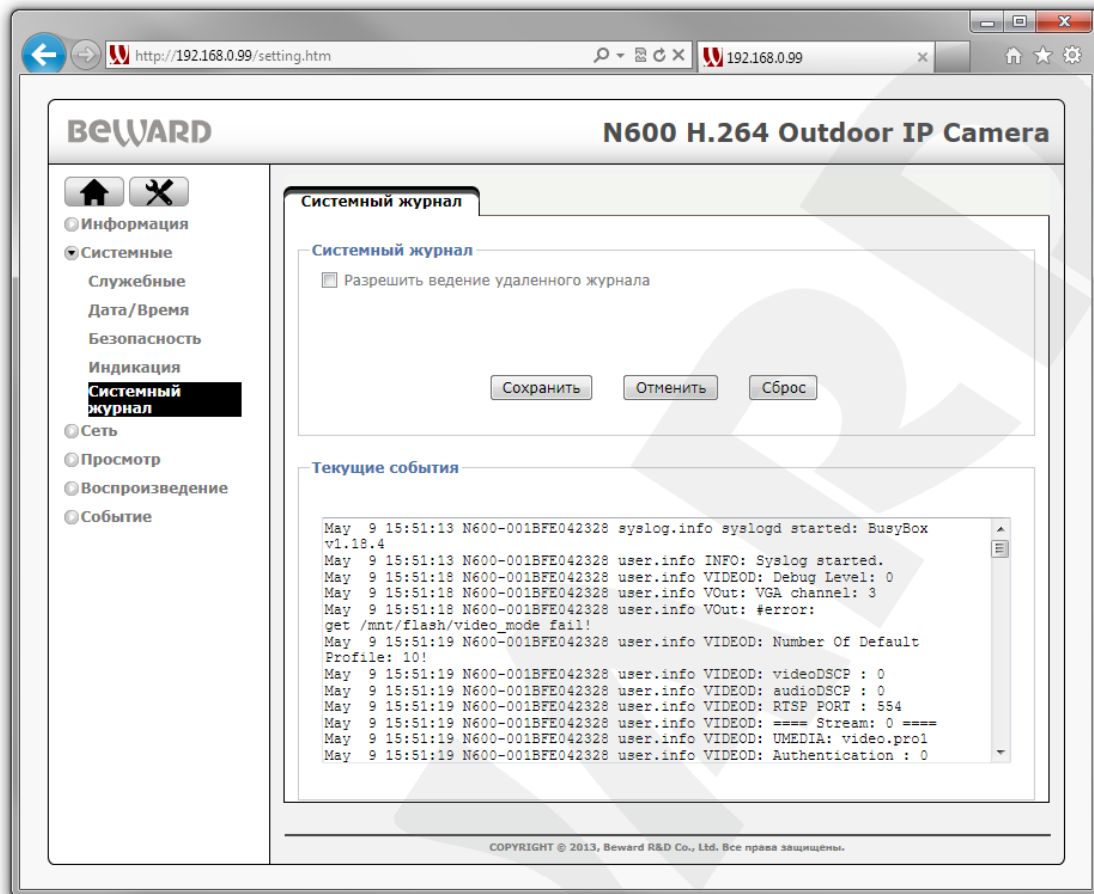 http://192.168.0.99/setting.htm
192.168.0.99
BEWARD
N600 H.264 Outdoor IP Camera
Информация
Системные
Служебные
Дата/Время
Безопасность
Индикация
Системный
журнал
Сеть
Просмотр
Воспроизведение
Событие
Системный журнал
Системный журнал
Разрешить ведение удаленного журнала
Сохранить
Отменить
Сброс
Текущие события
May  9 15:51:13 N600-001BFE042328 syslog.info syslogd started: BusyBox
v1.18.4
May  9 15:51:13 N600-001BFE042328 user.info INFO: Syslog started.
May  9 15:51:18 N600-001BFE042328 user.info VIDEOD: Debug Level: 0
May  9 15:51:18 N600-001BFE042328 user.info VOut: VGA channel: 3
May  9 15:51:18 N600-001BFE042328 user.info VOut: #error:
get /mnt/flash/video_mode fail!
May  9 15:51:19 N600-001BFE042328 user.info VIDEOD: Number Of Default
Profile: 10!
May  9 15:51:19 N600-001BFE042328 user.info VIDEOD: videoDSCP : 0
May  9 15:51:19 N600-001BFE042328 user.info VIDEOD: audioDSCP : 0
May  9 15:51:19 N600-001BFE042328 user.info VIDEOD: RTSP PORT : 554
May  9 15:51:19 N600-001BFE042328 user.info VIDEOD: ==== Stream: 0 ====
May  9 15:51:19 N600-001BFE042328 user.info VIDEOD: UMEDIA: video.pro1
May  9 15:51:19 N600-001BFE042328 user.info VIDEOD: Authentication : 0
COPYRIGHT © 2013, Beward R&D Co., Ltd. Все права защищены.